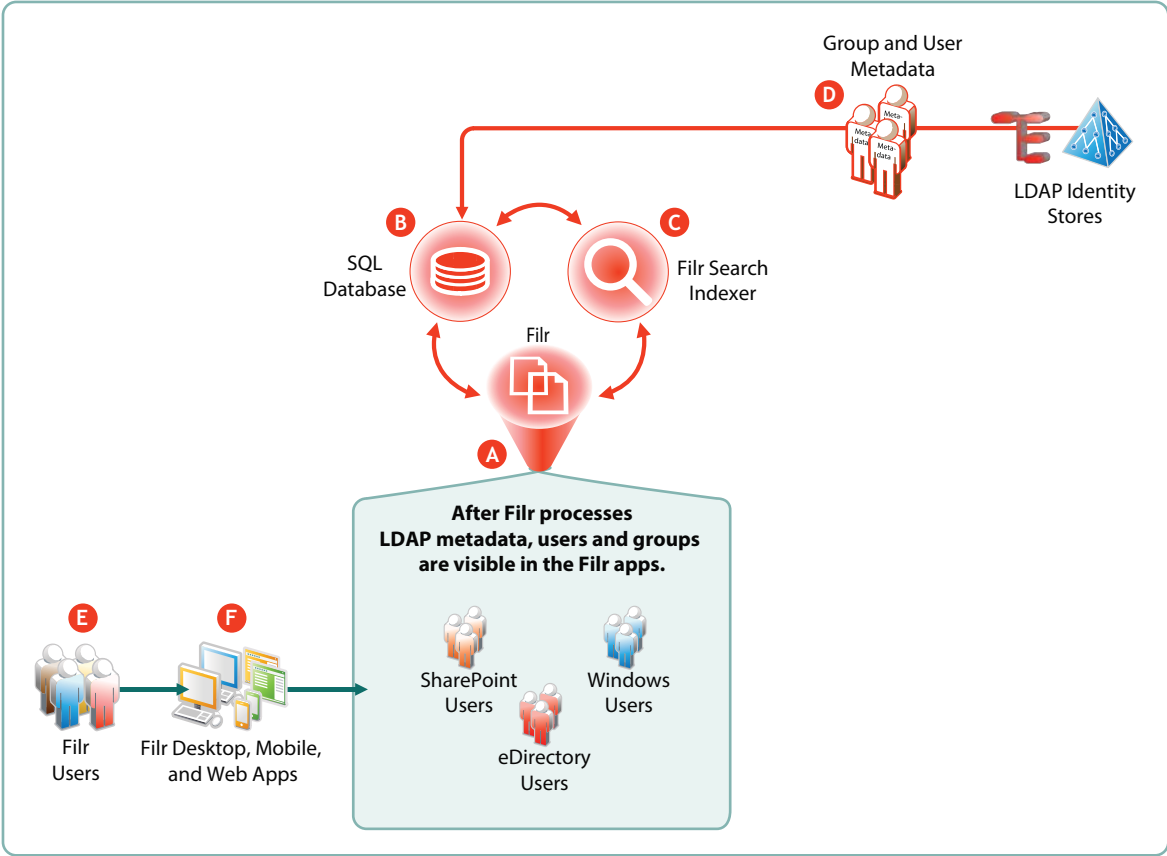 Group and User
Metadata
D
Meta-
Meta-
data
Meta-
data
LDAP Identity
Stores
B
C
SQL
Database
Filr Search
Indexer
Filr
A
After Filr processes
LDAP metadata, users and groups
are visible in the Filr apps.
E
F
SharePoint
Users
Windows
Users
eDirectory
Users
Filr
Users
Filr Desktop, Mobile,
and Web Apps